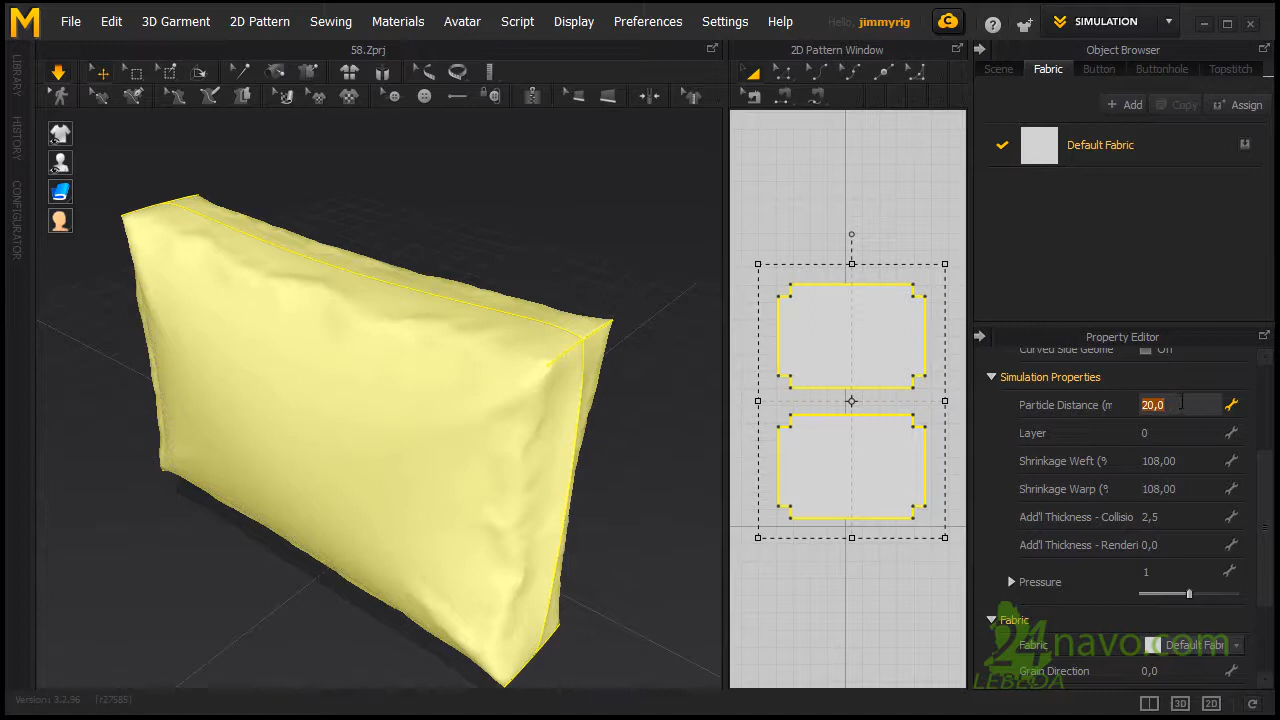 M File Edit 3D Garment 2D Pattern Sewing Materials Avatar Script Display Preferences Settings Help Hello, jimmyrig C ? SIMULATION
58.Zprj
2D Pattern Window
Object Browser
Scene Fabric Button Buttonhole Topstitch
+ Add Copy Assign
Default Fabric
LIBRARY
HISTORY
CONFIGURATOR
Property Editor
Curved Side Geome Off
Simulation Properties
Particle Distance (m 20,0
Layer 0
Shrinkage Weft (% 108,00
Shrinkage Warp (% 108,00
Add'l Thickness - Collisio 2,5
Add'l Thickness - Renderi 0,0
Pressure 1
Fabric
Fabric Default Fabr
Grain Direction 0,0
24navo.com
LEBEDA
Version: 3.2.96 [r27585]
3D 2D